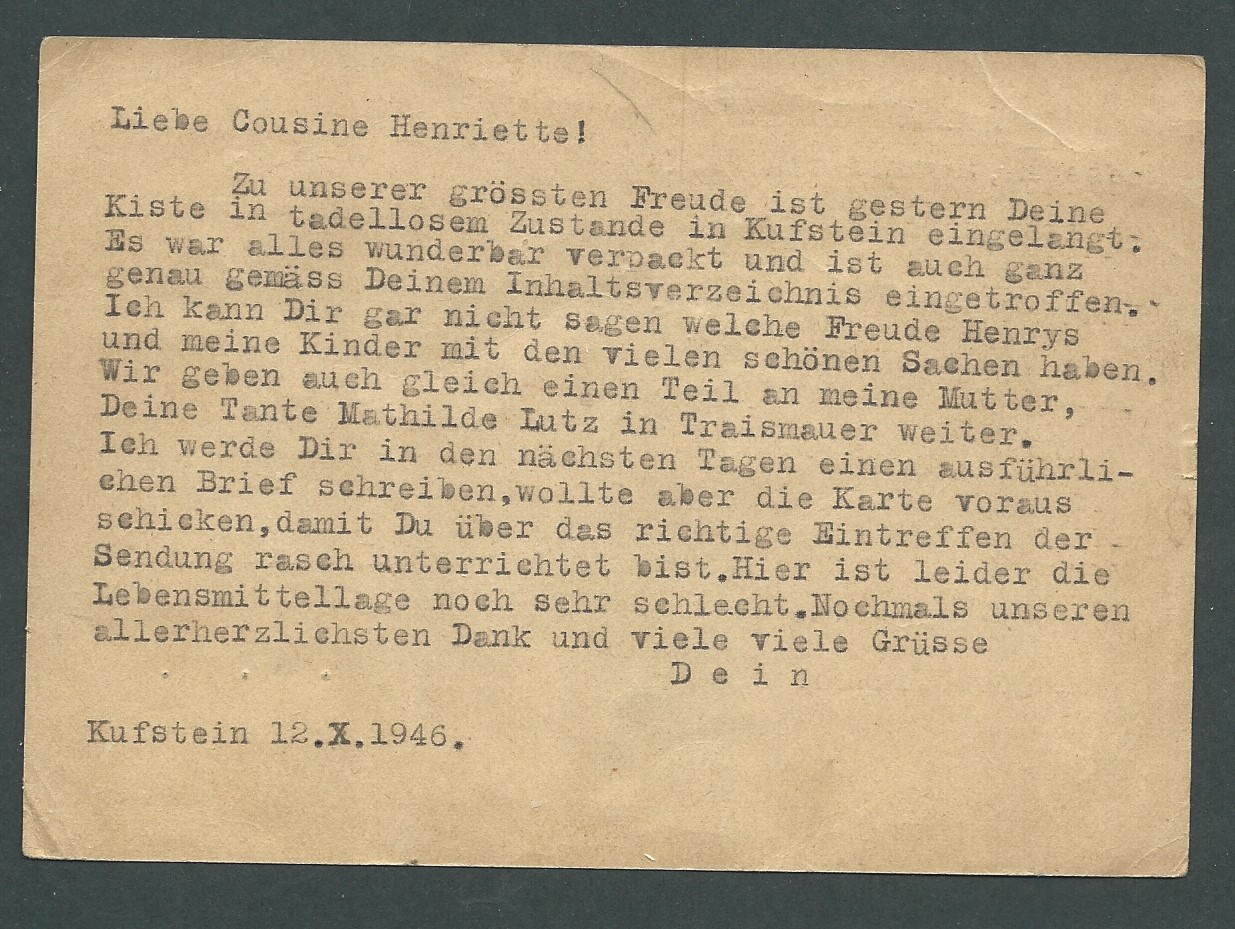 Liebe Cousine Henriette!
Zu unserer grössten Freude ist gestern Deine
Kiste in tadellosem Zustande in Kufstein eingelangt.
Es war alles wunderbar verpackt und ist auch ganz
genau gemäss Deinem Inhaltsverzeichnis eingetroffen.
Ich kann Dir gar nicht sagen welche Freude Henrys
und meine Kinder mit den vielen schönen Sachen haben.
Wir geben auch gleich einen Teil an meine Mutter,
Deine Tante Mathilde Lutz in Traismauer weiter.
Ich werde Dir in den nächsten Tagen einen ausführli-
chen Brief schreiben,wollte aber die Karte voraus
schicken,damit Du über das richtige Eintreffen der
Sendung rasch unterrichtet bist.Hier ist leider die
Lebensmittellage noch sehr schlecht.Nochmals unseren
allerherzlichsten Dank und viele viele Grüsse
D e i n
Kufstein 12.X.1946.